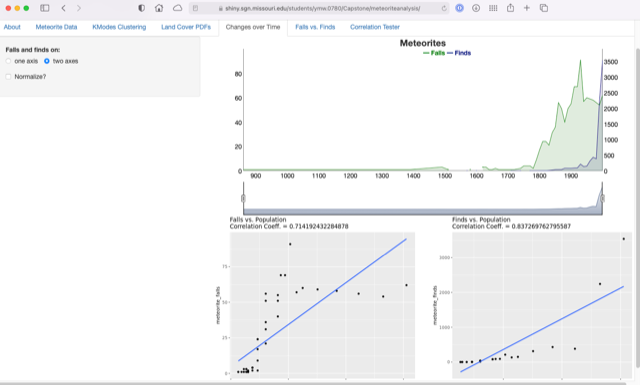 shiny.sgn.missouri.edu/students/ymw.0780/Capstone/meteoriteanalysis/
About Meteorite Data KModes Clustering Land Cover PDFs Changes over Time Falls vs. Finds Correlation Tester
Falls and finds on:
one axis two axes
Normalize?
Meteorites
Falls Finds
80
60
40
20
0
3500
3000
2500
2000
1500
1000
500
0
900 1000 1100 1200 1300 1400 1500 1600 1700 1800 1900
Falls vs. Population
Correlation Coeff. = 0.714192432284878
75
50
25
0
meteorite_falls
Finds vs. Population
Correlation Coeff. = 0.837269762795587
3000
2000
1000
0
meteorite_finds